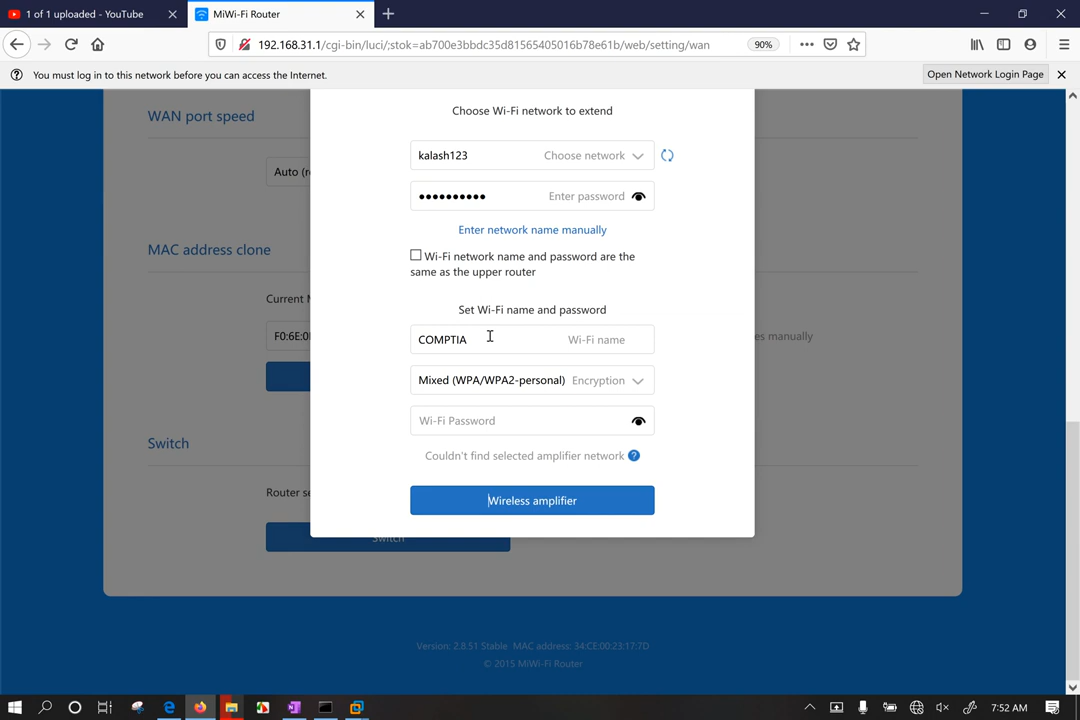 1 of 1 uploaded - YouTube
MiWi-Fi Router
192.168.31.1/cgi-bin/luci/;stok=ab700e3bbdc35d81565405016b78e61b/web/setting/wan
90%
You must log in to this network before you can access the Internet.
Open Network Login Page
Choose Wi-Fi network to extend
WAN port speed
kalash123 Choose network
Auto (r
Enter password
Enter network name manually
MAC address clone
Wi-Fi network name and password are the
same as the upper router
Current M
Set Wi-Fi name and password
F0:6E:0
COMPTIA Wi-Fi name
es manually
Mixed (WPA/WPA2-personal) Encryption
Wi-Fi Password
Switch
Couldn't find selected amplifier network
Router se
Wireless amplifier
Switch
Version: 2.8.51 Stable MAC address: 34:CE:00:23:17:7D
© 2015 MiWi-Fi Router
7:52 AM